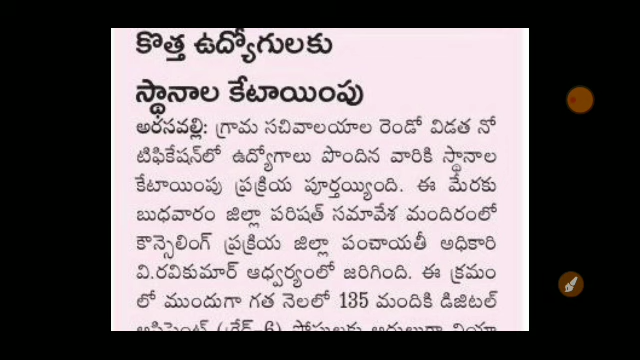 కొత్త ఉద్యోగులకు
స్థానాల కేటాయింపు
అరసవల్లి: గ్రామ సచివాలయాల రెండో విడత నో
టిఫికేషన్‌లో ఉద్యోగాలు పొందిన వారికి స్థానాల
కేటాయింపు ప్రక్రియ పూర్తయ్యింది. ఈ మేరకు
బుధవారం జిల్లా పరిషత్ సమావేశ మందిరంలో
కౌన్సెలింగ్ ప్రక్రియ జిల్లా పంచాయతీ అధికారి
వి.రవికుమార్ ఆధ్వర్యంలో జరిగింది. ఈ క్రమం
లో ముందుగా గత నెలలో 135 మందికి డిజిటల్